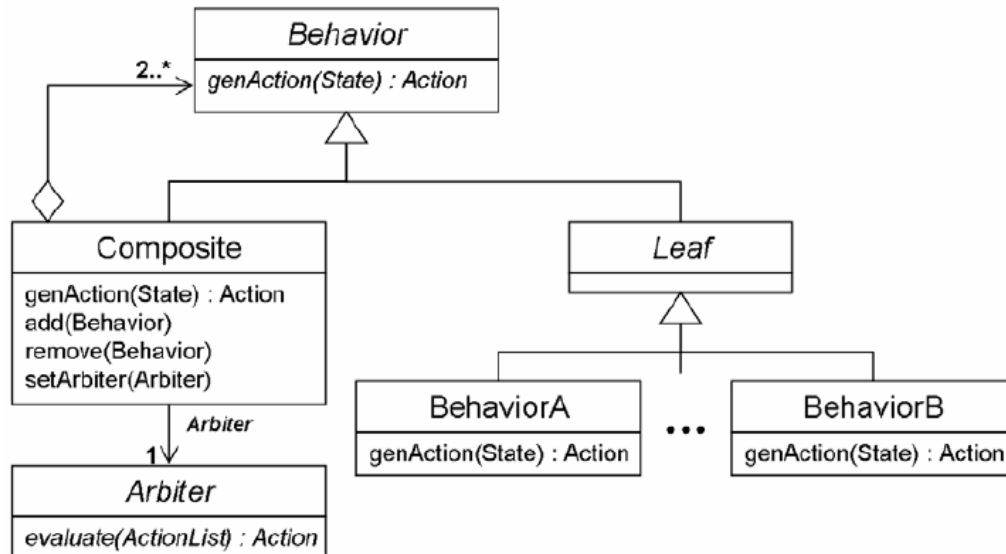 Behavior
2..*
genAction(State) : Action
Composite
genAction(State) : Action
add(Behavior)
remove(Behavior)
setArbiter(Arbiter)
Leaf
BehaviorA
genAction(State) : Action
...
BehaviorB
genAction(State) : Action
Arbiter
1
Arbiter
evaluate(ActionList) : Action